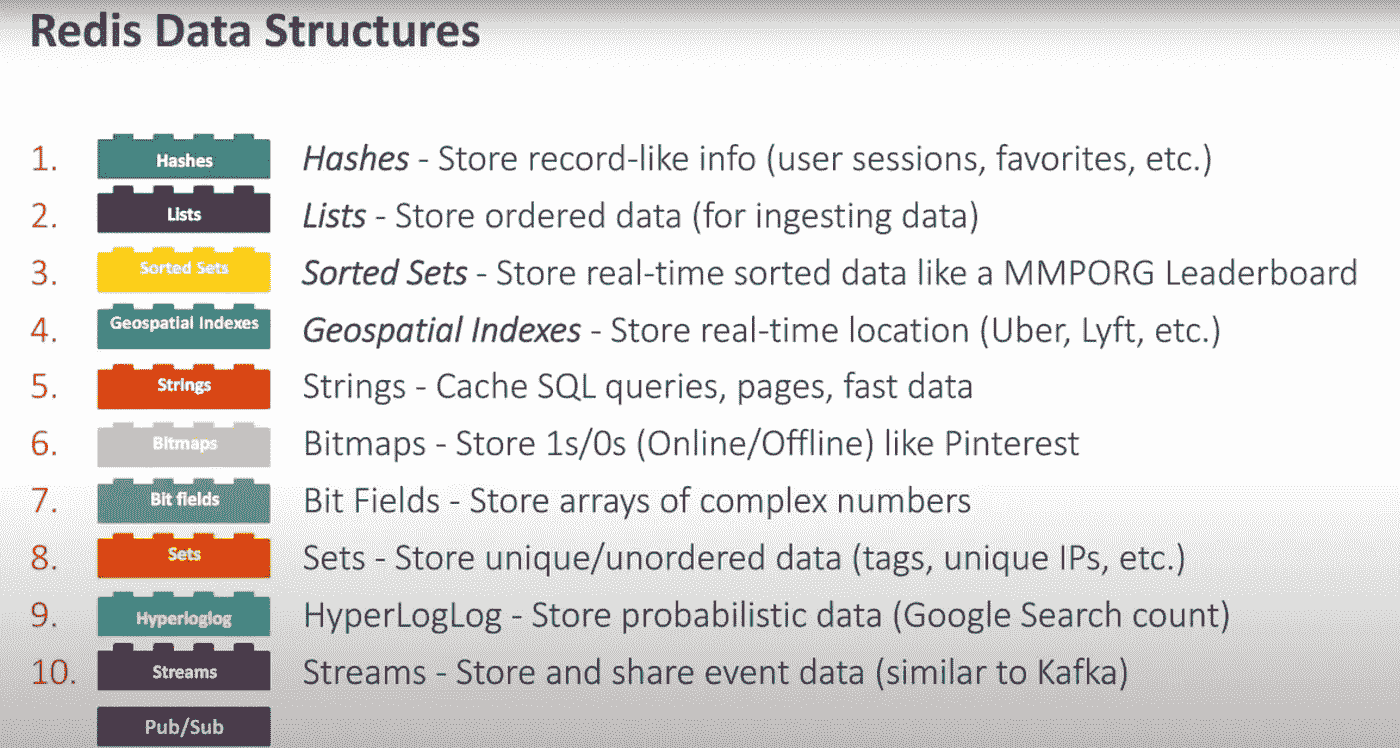 Redis Data Structures
1. Hashes Hashes - Store record-like info (user sessions, favorites, etc.)
2. Lists Lists - Store ordered data (for ingesting data)
3. Sorted Sets Sorted Sets - Store real-time sorted data like a MMPORG Leaderboard
4. Geospatial Indexes Geospatial Indexes - Store real-time location (Uber, Lyft, etc.)
5. Strings Strings - Cache SQL queries, pages, fast data
6. Bitmaps Bitmaps - Store 1s/0s (Online/Offline) like Pinterest
7. Bit fields Bit Fields - Store arrays of complex numbers
8. Sets Sets - Store unique/unordered data (tags, unique IPs, etc.)
9. Hyperloglog HyperLogLog - Store probabilistic data (Google Search count)
10. Streams Streams - Store and share event data (similar to Kafka)
Pub/Sub